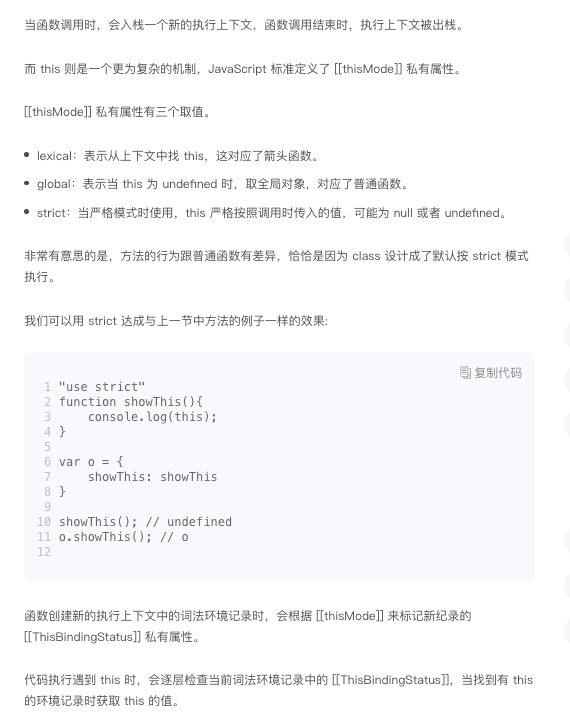 当函数调用时，会入栈一个新的执行上下文，函数调用结束时，执行上下文被出栈。
而 this 则是一个更为复杂的机制，JavaScript 标准定义了 [[thisMode]] 私有属性。
[[thisMode]] 私有属性有三个取值。
• lexical：表示从上下文中找 this，这对应了箭头函数。
• global：表示当 this 为 undefined 时，取全局对象，对应了普通函数。
• strict：当严格模式时使用，this 严格按照调用时传入的值，可能为 null 或者 undefined。
非常有意思的是，方法的行为跟普通函数有差异，恰恰是因为 class 设计成了默认按 strict 模式
执行。
我们可以用 strict 达成与上一节中方法的例子一样的效果:
复制代码
1 "use strict"
2 function showThis(){
3     console.log(this);
4 }
5
6 var o = {
7     showThis: showThis
8 }
9
10 showThis(); // undefined
11 o.showThis(); // o
12
函数创建新的执行上下文中的词法环境记录时，会根据 [[thisMode]] 来标记新纪录的
[[ThisBindingStatus]] 私有属性。
代码执行遇到 this 时，会逐层检查当前词法环境记录中的 [[ThisBindingStatus]]，当找到有 this
的环境记录时获取 this 的值。